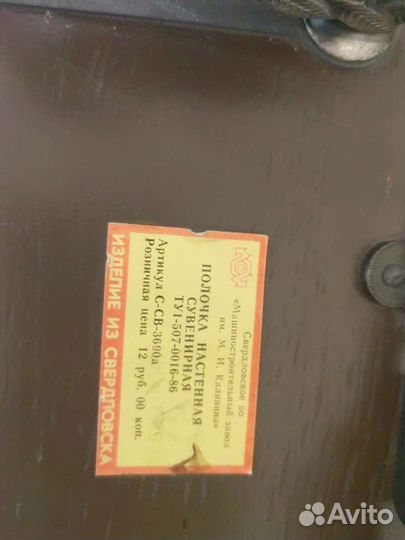 Свердловское по
«Машиностроительный завод
им. М. И. Калинина»
ПОЛОЧКА НАСТЕННАЯ
СУВЕНИРНАЯ
ТУ1-507-0016-86
Артикул С-СВ-3690а
Розничная цена 12 руб. 00 коп.
ИЗДЕЛИЕ ИЗ СВЕРДЛОВСКА
Avito